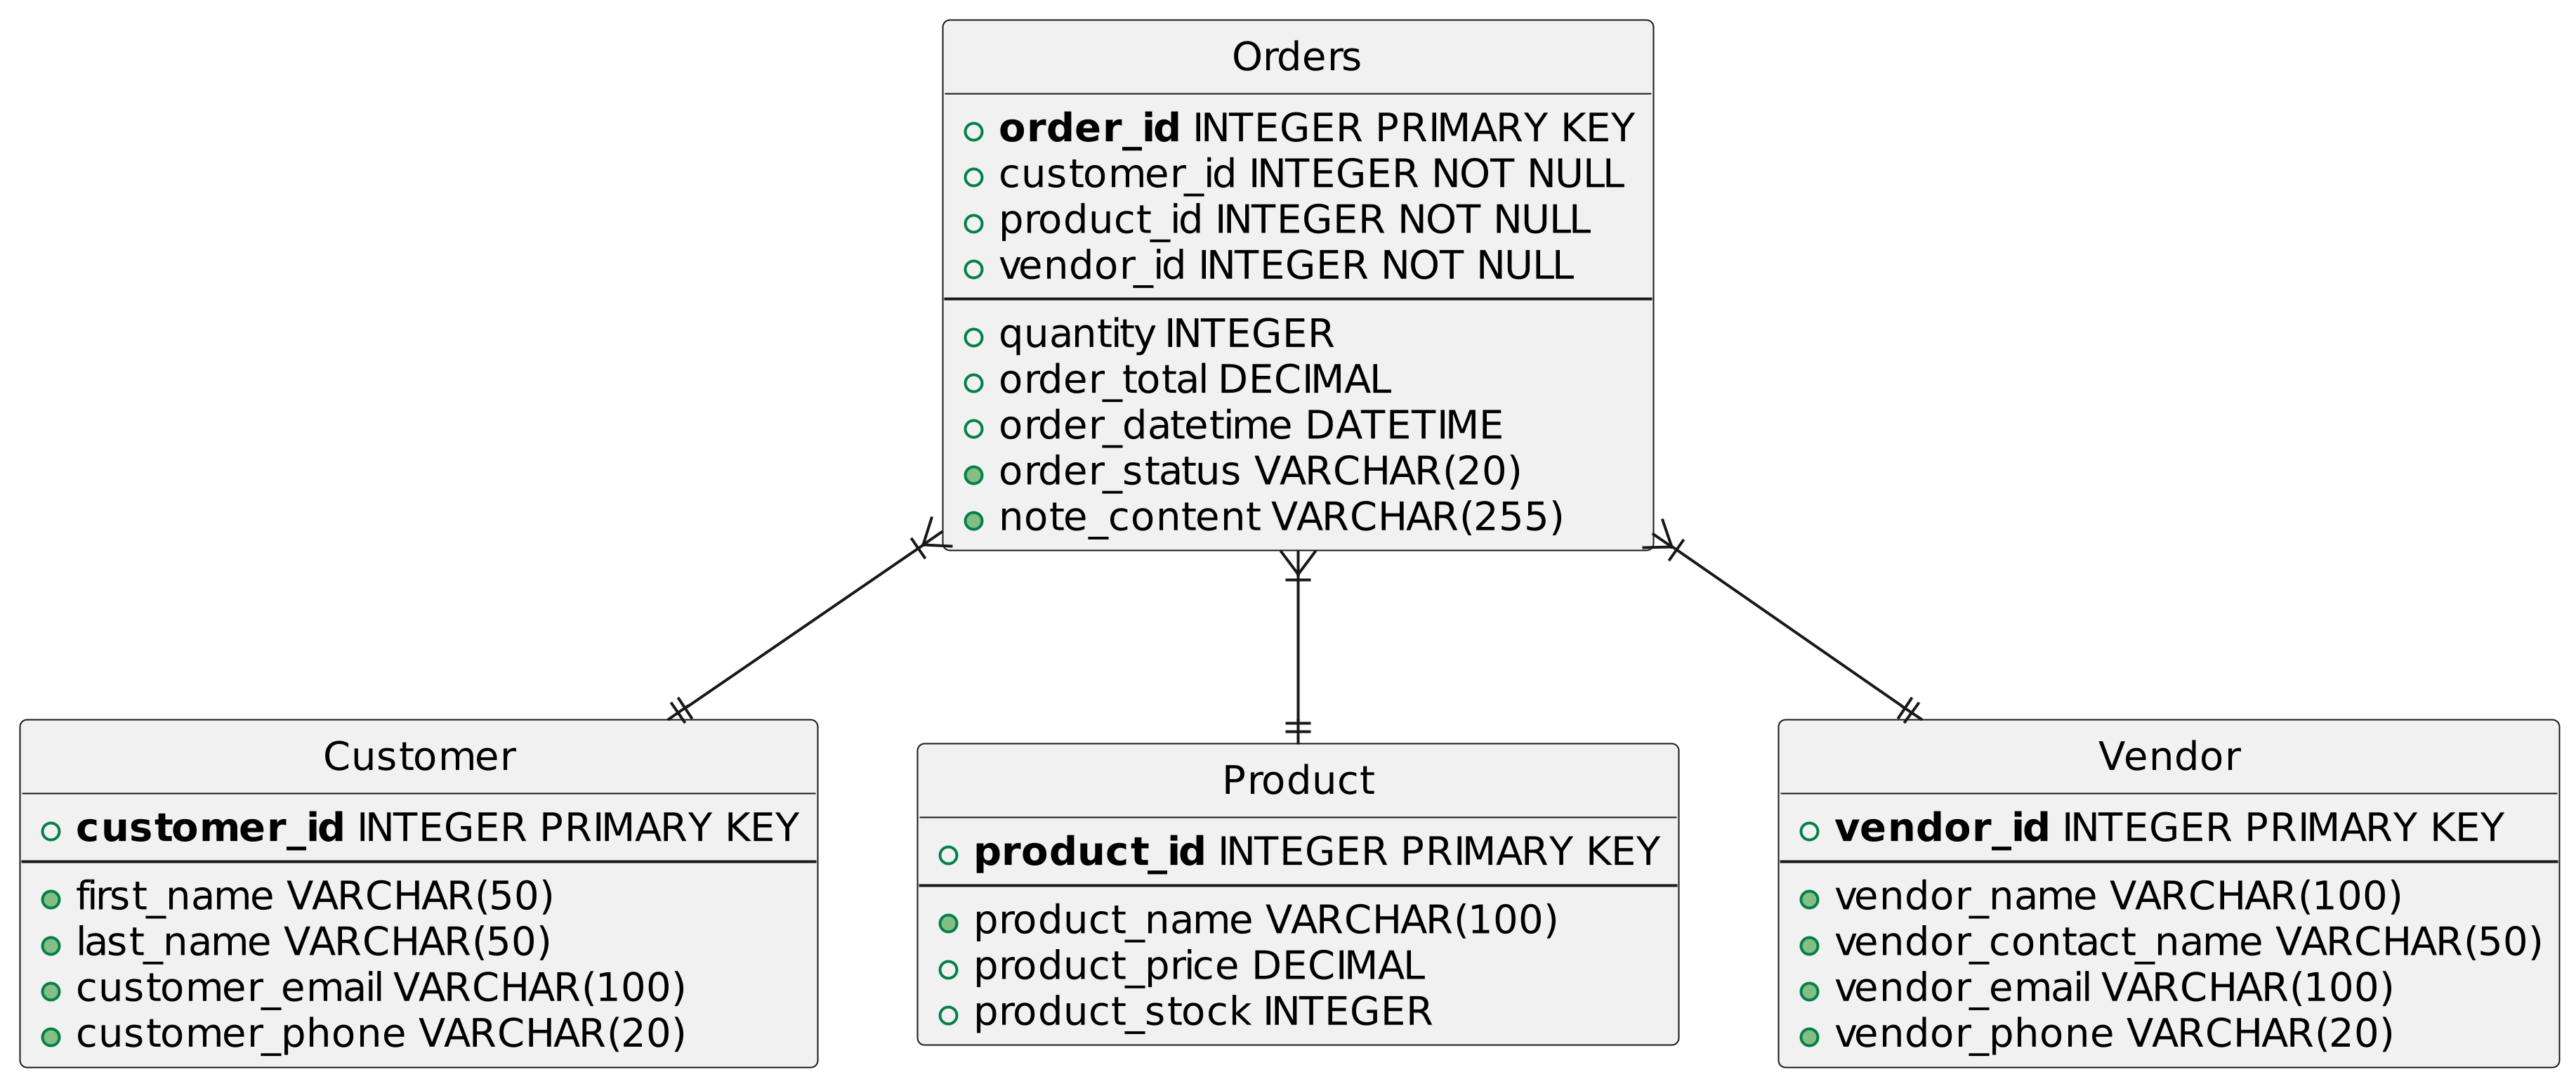 Orders
order_id INTEGER PRIMARY KEY
customer_id INTEGER NOT NULL
product_id INTEGER NOT NULL
vendor_id INTEGER NOT NULL
quantity INTEGER
order_total DECIMAL
order_datetime DATETIME
order_status VARCHAR(20)
note_content VARCHAR(255)
Customer
customer_id INTEGER PRIMARY KEY
first_name VARCHAR(50)
last_name VARCHAR(50)
customer_email VARCHAR(100)
customer_phone VARCHAR(20)
Product
product_id INTEGER PRIMARY KEY
product_name VARCHAR(100)
product_price DECIMAL
product_stock INTEGER
Vendor
vendor_id INTEGER PRIMARY KEY
vendor_name VARCHAR(100)
vendor_contact_name VARCHAR(50)
vendor_email VARCHAR(100)
vendor_phone VARCHAR(20)